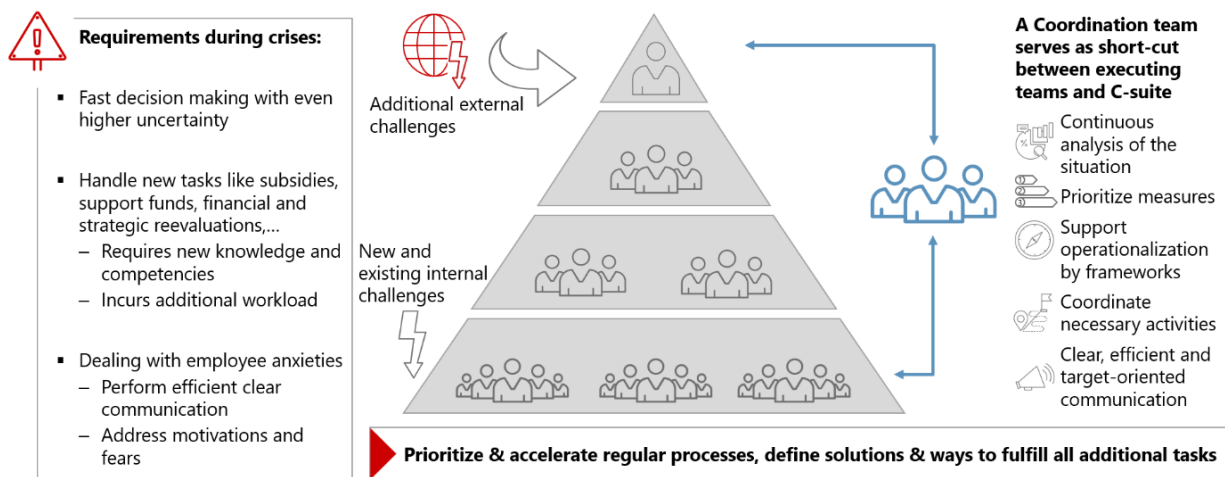 Requirements during crises:
▪ Fast decision making with even
higher uncertainty
▪ Handle new tasks like subsidies,
support funds, financial and
strategic reevaluations,...
– Requires new knowledge and
competencies
– Incurs additional workload
▪ Dealing with employee anxieties
– Perform efficient clear
communication
– Address motivations and
fears
Additional external
challenges
New and
existing internal
challenges
A Coordination team
serves as short-cut
between executing
teams and C-suite
Continuous
analysis of the
situation
%
1
2
3
Prioritize measures
Support
operationalization
by frameworks
Coordinate
necessary activities
Clear, efficient and
target-oriented
communication
Prioritize & accelerate regular processes, define solutions & ways to fulfill all additional tasks